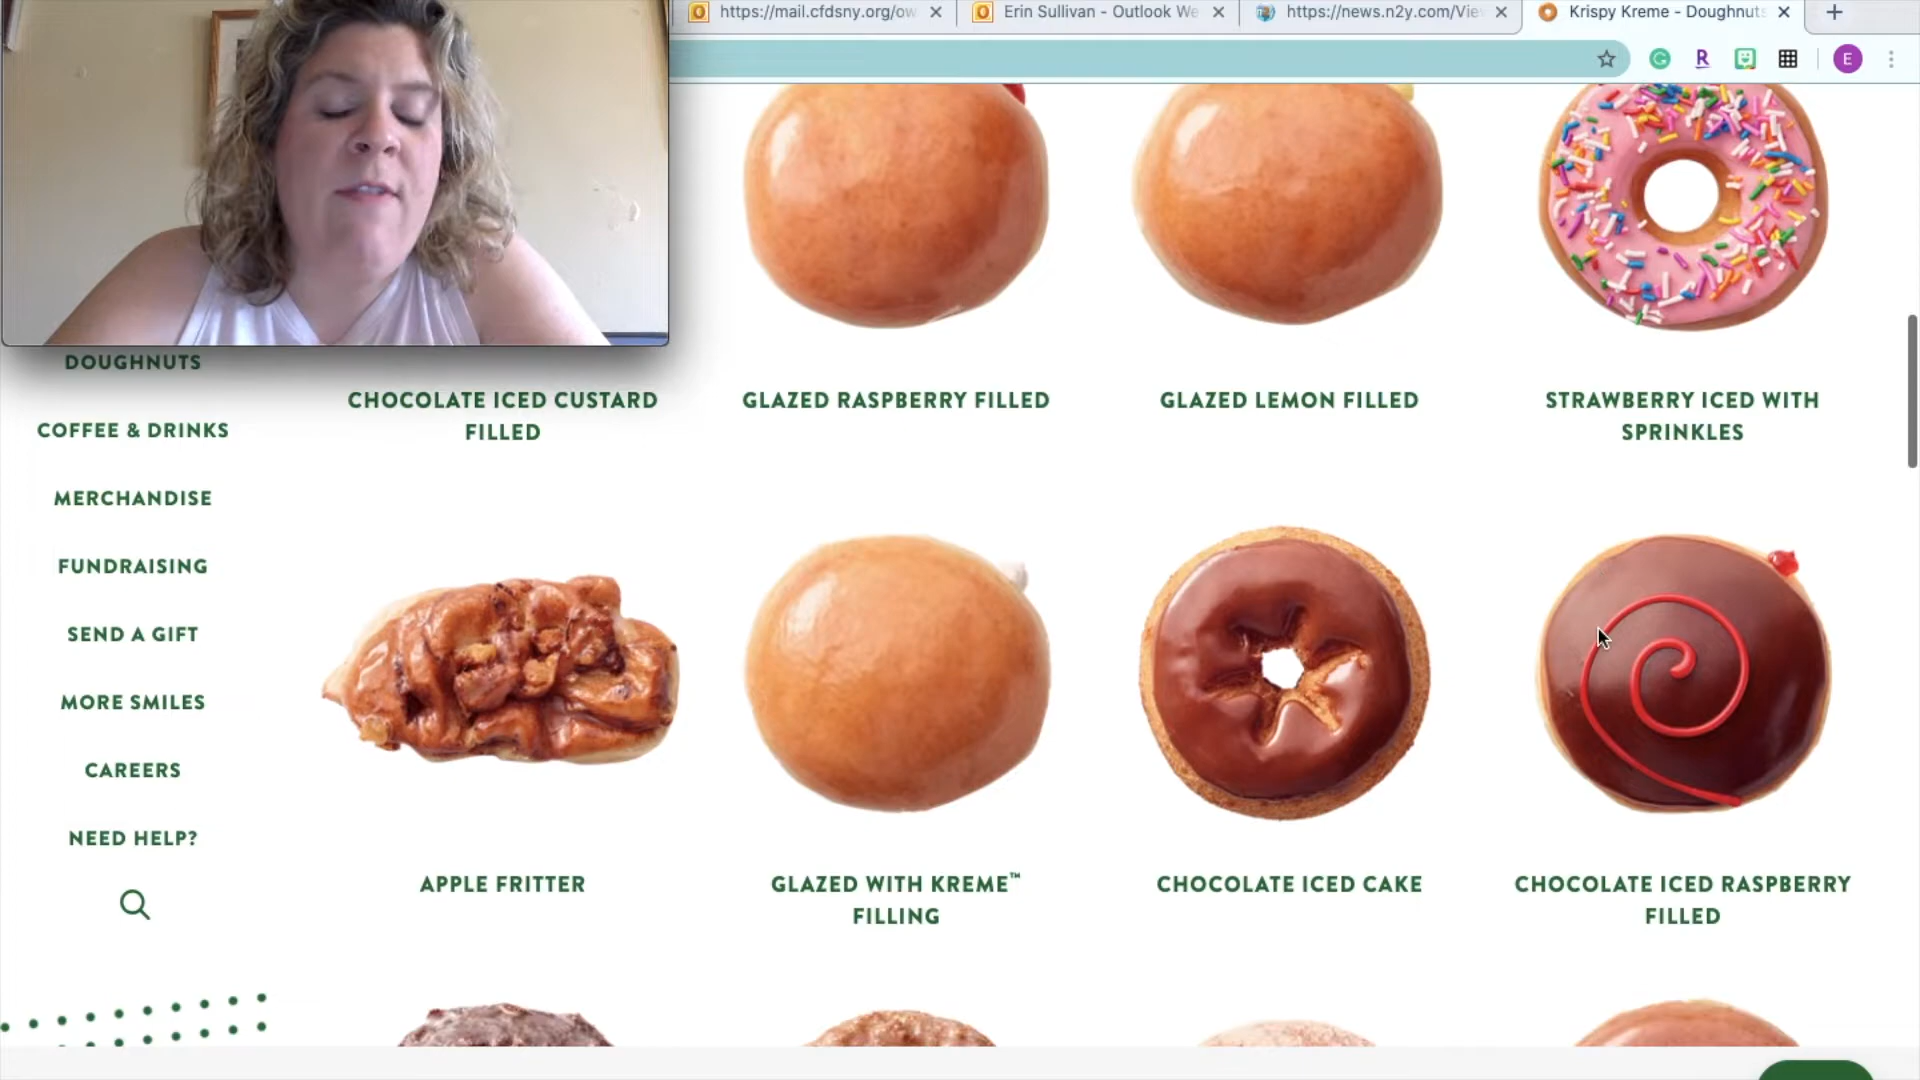 https://mail.cfdsny.org/ow
Erin Sullivan - Outlook We
https://news.n2y.com/Vie
Krispy Kreme - Doughnuts
R
E
DOUGHNUTS
COFFEE & DRINKS
MERCHANDISE
FUNDRAISING
SEND A GIFT
MORE SMILES
CAREERS
NEED HELP?
CHOCOLATE ICED CUSTARD
FILLED
GLAZED RASPBERRY FILLED
GLAZED LEMON FILLED
STRAWBERRY ICED WITH
SPRINKLES
APPLE FRITTER
GLAZED WITH KREME™
FILLING
CHOCOLATE ICED CAKE
CHOCOLATE ICED RASPBERRY
FILLED